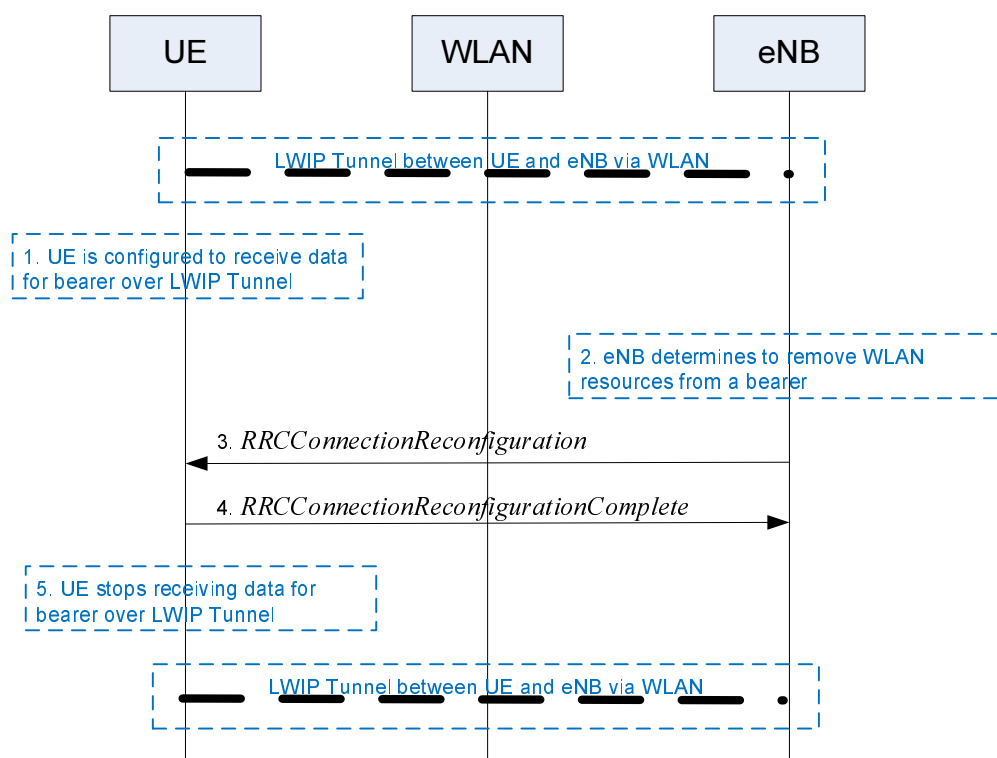 UE
WLAN
eNB
LWIP Tunnel between UE and eNB via WLAN
1. UE is configured to receive data
for bearer over LWIP Tunnel
2. eNB determines to remove WLAN
resources from a bearer
3. RRCConnectionReconfiguration
4. RRCConnectionReconfigurationComplete
5. UE stops receiving data for
bearer over LWIP Tunnel
LWIP Tunnel between UE and eNB via WLAN